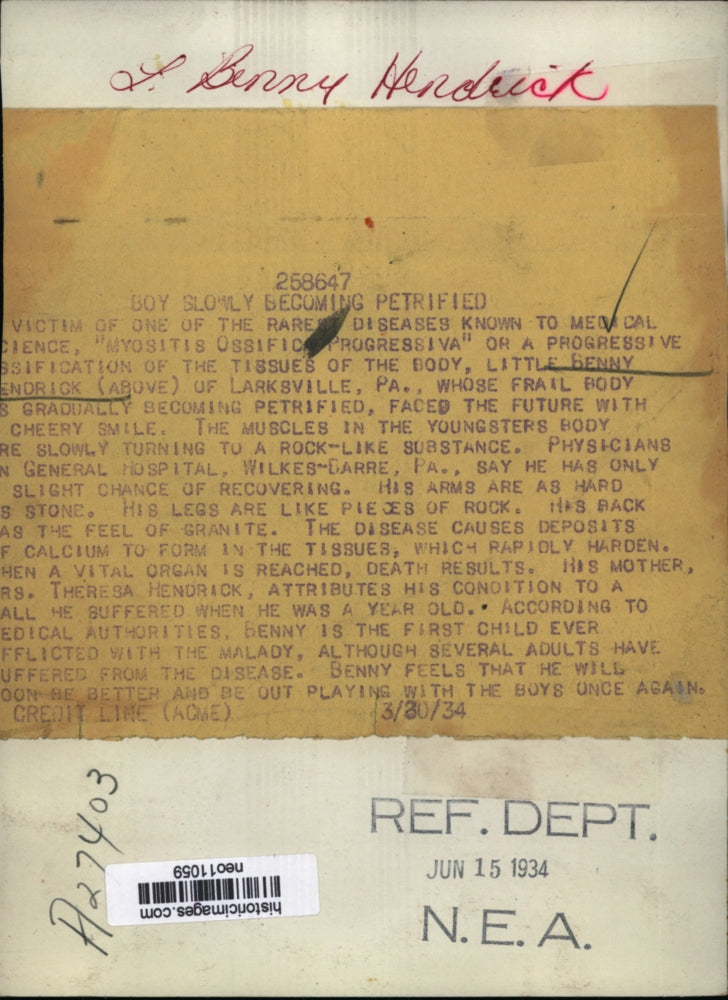 L Benny Hendrick
258647
BOY SLOWLY BECOMING PETRIFIED
VICTIM OF ONE OF THE RARES DISEASES KNOWN TO MEDICAL
CIENCE, "MYOSITIS OSSIFIC PROGRESSIVA" OR A PROGRESSIVE
SSIFICATION OF THE TISSUES OF THE BODY, LITTLE BENNY
ENDRICK (ABOVE) OF LARKSVILLE, PA., WHOSE FRAIL BODY
S GRADUALLY BECOMING PETRIFIED, FACED THE FUTURE WITH
CHEERY SMILE. THE MUSCLES IN THE YOUNGSTERS BODY
RE SLOWLY TURNING TO A ROCK-LIKE SUBSTANCE. PHYSICIANS
N GENERAL HOSPITAL, WILKES-BARRE, PA., SAY HE HAS ONLY
SLIGHT CHANCE OF RECOVERING. HIS ARMS ARE AS HARD
S STONE. HIS LEGS ARE LIKE PIECES OF ROCK. HIS BACK
AS THE FEEL OF GRANITE. THE DISEASE CAUSES DEPOSITS
F CALCIUM TO FORM IN THE TISSUES, WHICH RAPIDLY HARDEN.
HEN A VITAL ORGAN IS REACHED, DEATH RESULTS. HIS MOTHER,
RS. THERESA HENDRICK, ATTRIBUTES HIS CONDITION TO A
ALL HE SUFFERED WHEN HE WAS A YEAR OLD. ACCORDING TO
EDICAL AUTHORITIES, BENNY IS THE FIRST CHILD EVER
FFLICTED WITH THE MALADY, ALTHOUGH SEVERAL ADULTS HAVE
UFFERED FROM THE DISEASE. BENNY FEELS THAT HE WILL
OON BE BETTER AND BE OUT PLAYING WITH THE BOYS ONCE AGAIN.
CREDIT LINE (ACME) 3/30/34
A27403
historicimages.com
neo11059
REF. DEPT.
JUN 15 1934
N. E. A.